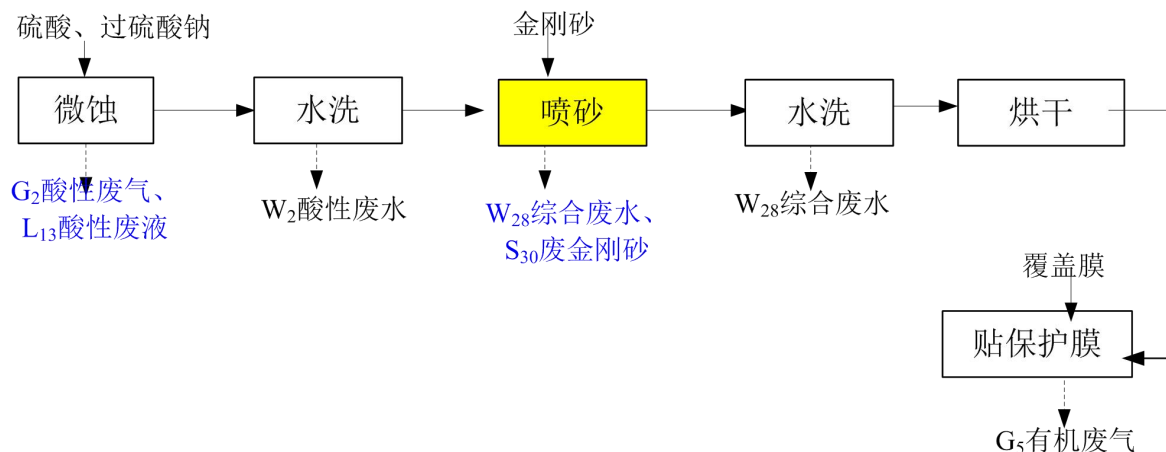 硫酸、过硫酸钠
金刚砂
微蚀
水洗
喷砂
水洗
烘干
G₂酸性废气、
L₁₃酸性废液
W₂酸性废水
W₂₈综合废水、
S₃₀废金刚砂
W₂₈综合废水
覆盖膜
贴保护膜
G₅有机废气